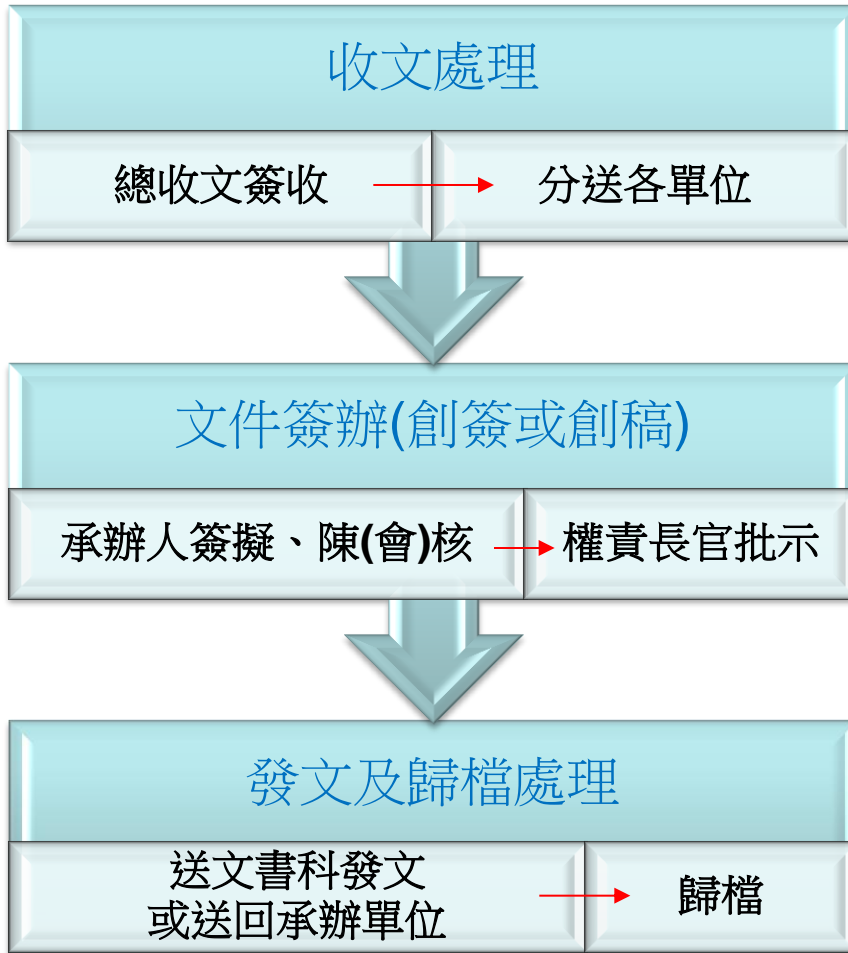 收文處理
總收文簽收
分送各單位
文件簽辦(創簽或創稿)
承辦人簽擬、陳(會)核
權責長官批示
發文及歸檔處理
送文書科發文
或送回承辦單位
歸檔